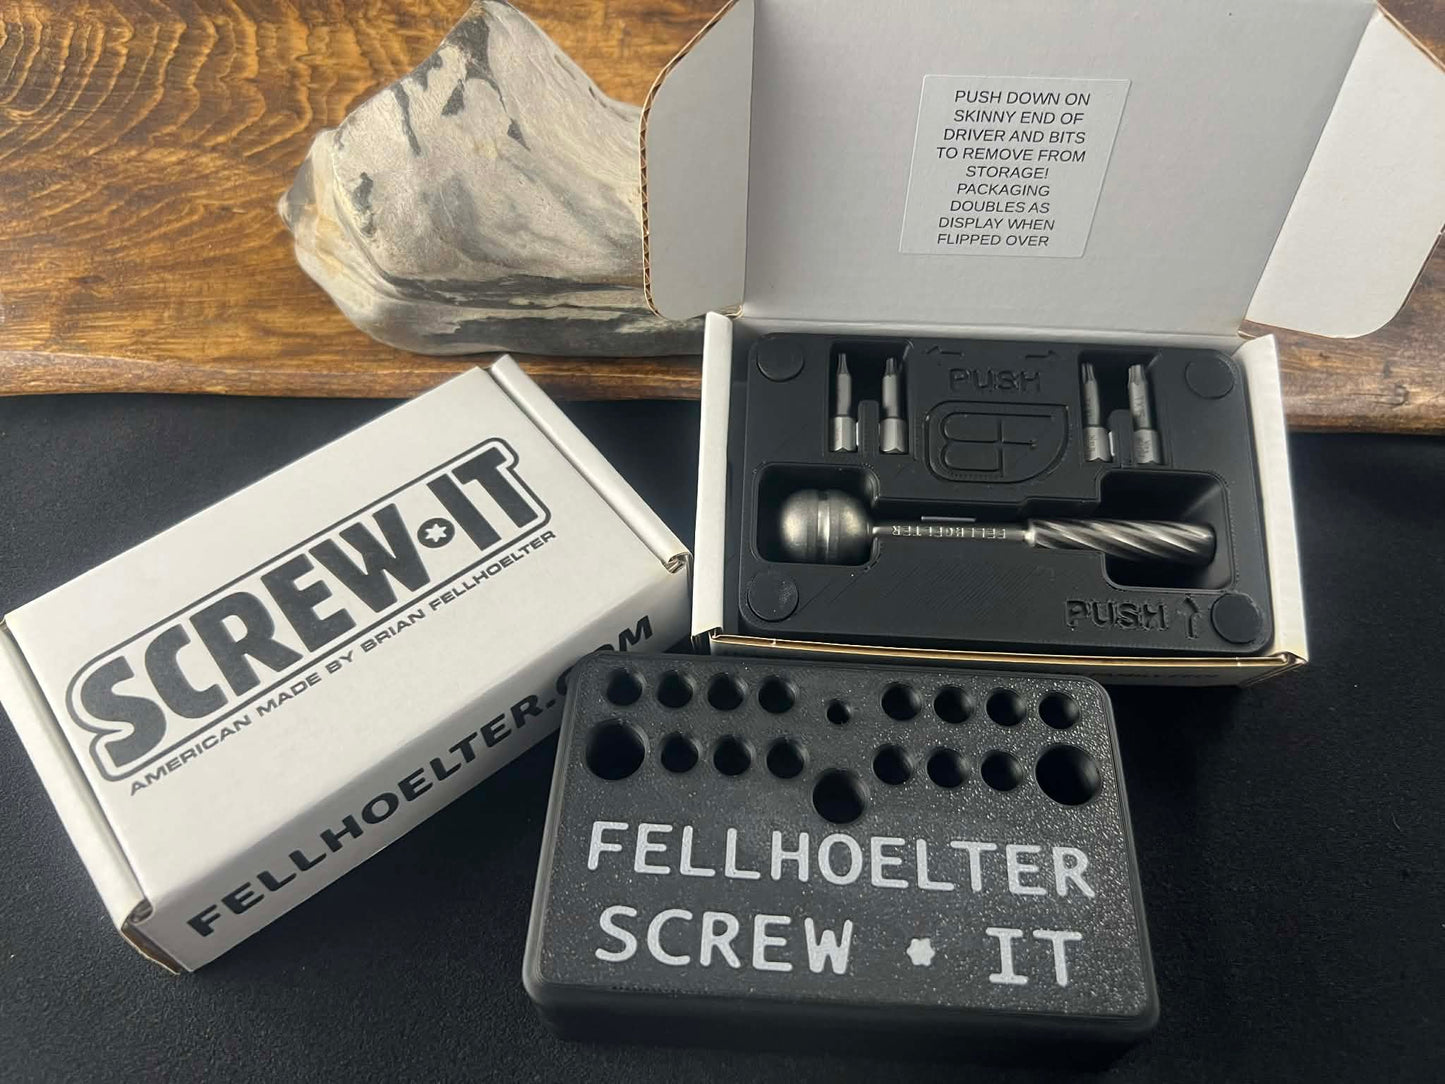 PUSH DOWN ON
SKINNY END OF
DRIVER AND BITS
TO REMOVE FROM
STORAGE!
PACKAGING
DOUBLES AS
DISPLAY WHEN
FLIPPED OVER
PUSH
FELLHOELTER
PUSH
SCREW IT
AMERICAN MADE BY BRIAN FELLHOELTER
FELLHOELTER.COM
FELLHOELTER
SCREW IT